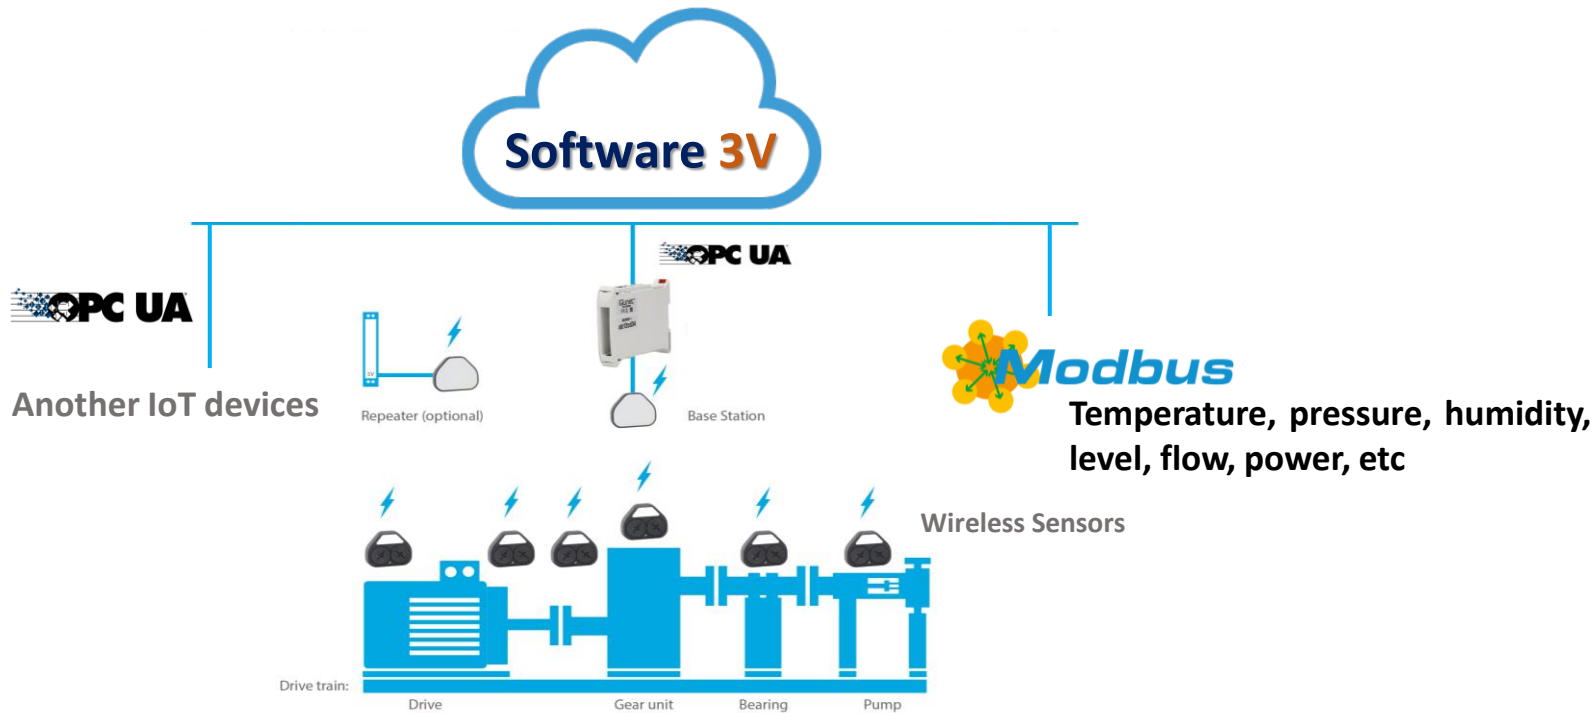 Software 3V
OPC UA
OPC UA
Another IoT devices
Repeater (optional)
Base Station
Modbus
Temperature, pressure, humidity,
level, flow, power, etc
Wireless Sensors
Drive train:
Drive
Gear unit
Bearing
Pump